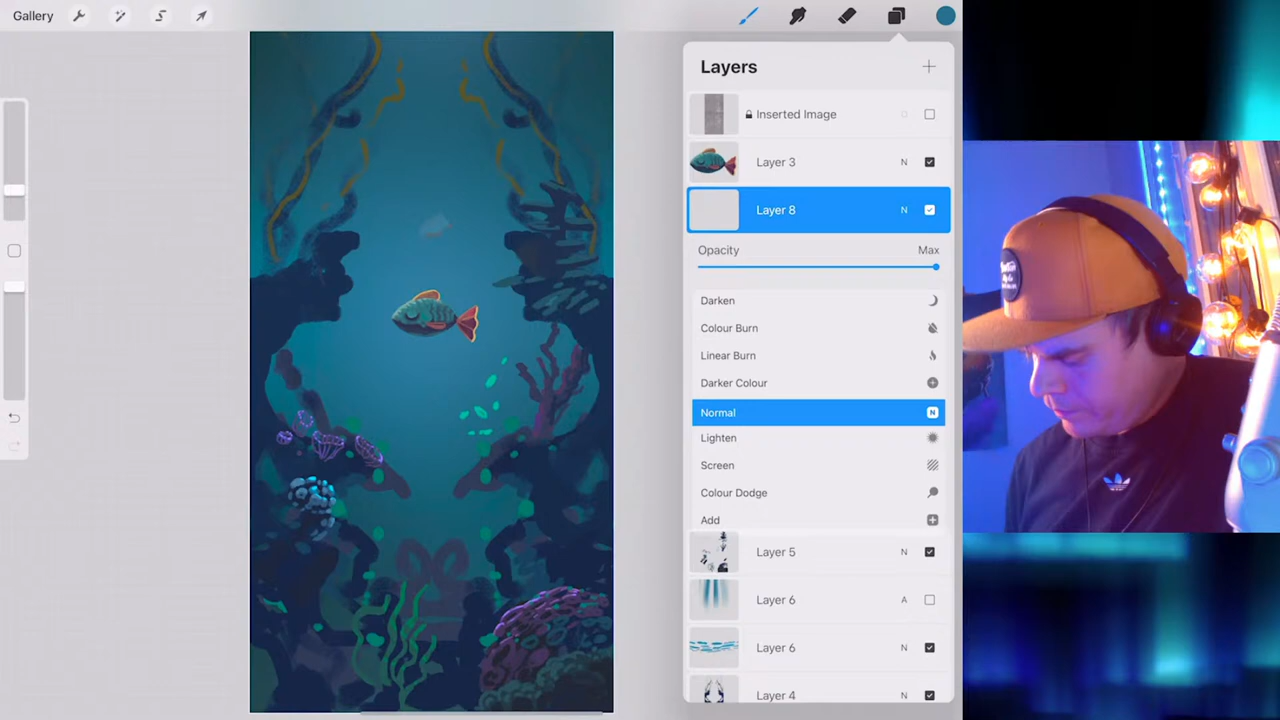 Gallery
Layers
Inserted Image
Layer 3 N
Layer 8 N
Opacity Max
Darken
Colour Burn
Linear Burn
Darker Colour
Normal N
Lighten
Screen
Colour Dodge
Add
Layer 5 N
Layer 6 A
Layer 6 N
Layer 4 N